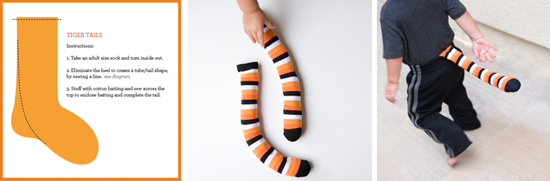 TIGER TAILS
Instructions:
1. Take an adult size sock and turn inside out.
2. Eliminate the heel to create a tube/tail shape,
by sewing a line. see diagram
3. Stuff with cotton batting and sew across the
top to enclose batting and complete the tail.